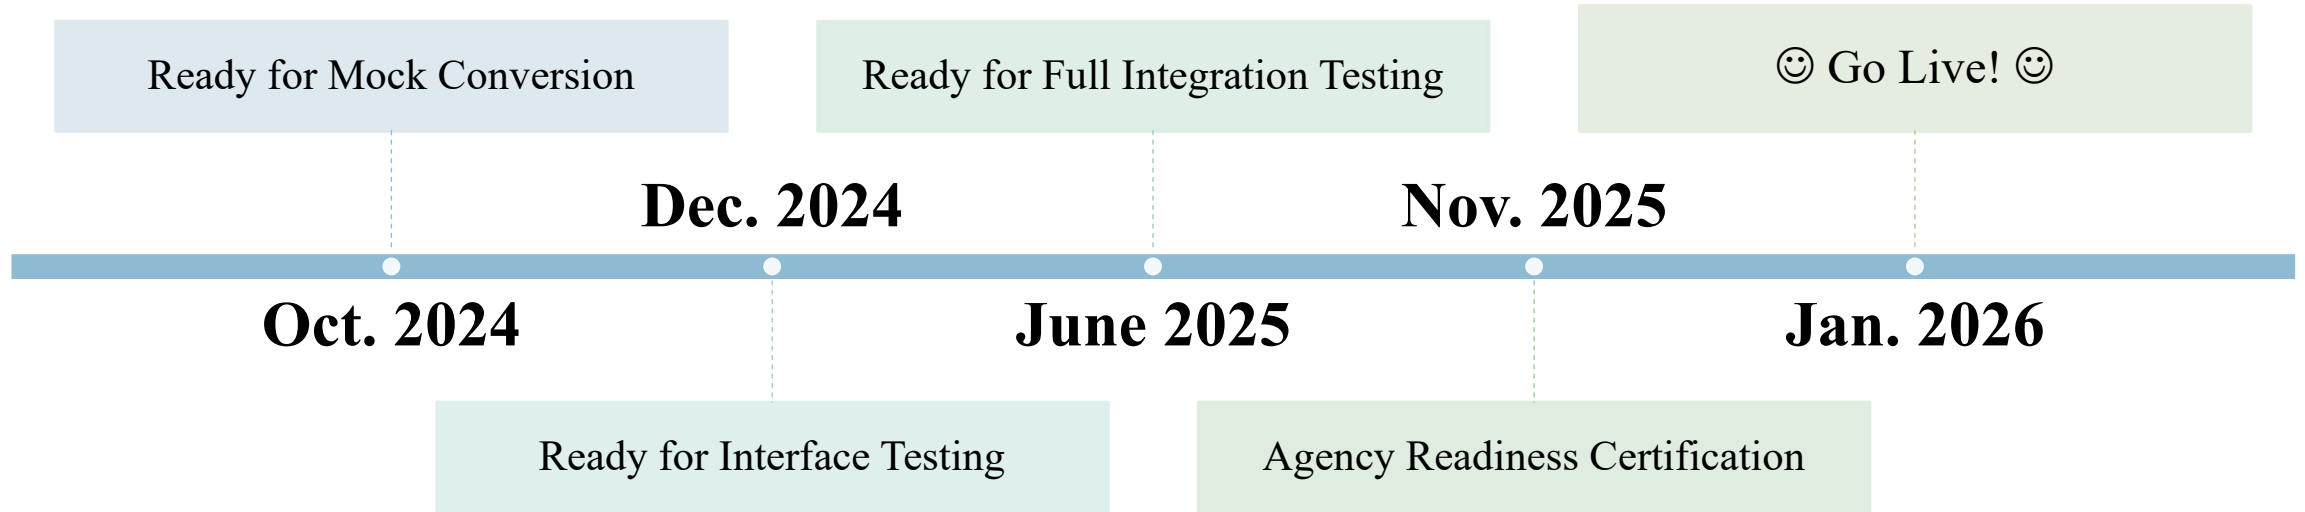 Ready for Mock Conversion
Ready for Full Integration Testing
☺ Go Live! ☺
Dec. 2024
Nov. 2025
Oct. 2024
June 2025
Jan. 2026
Ready for Interface Testing
Agency Readiness Certification